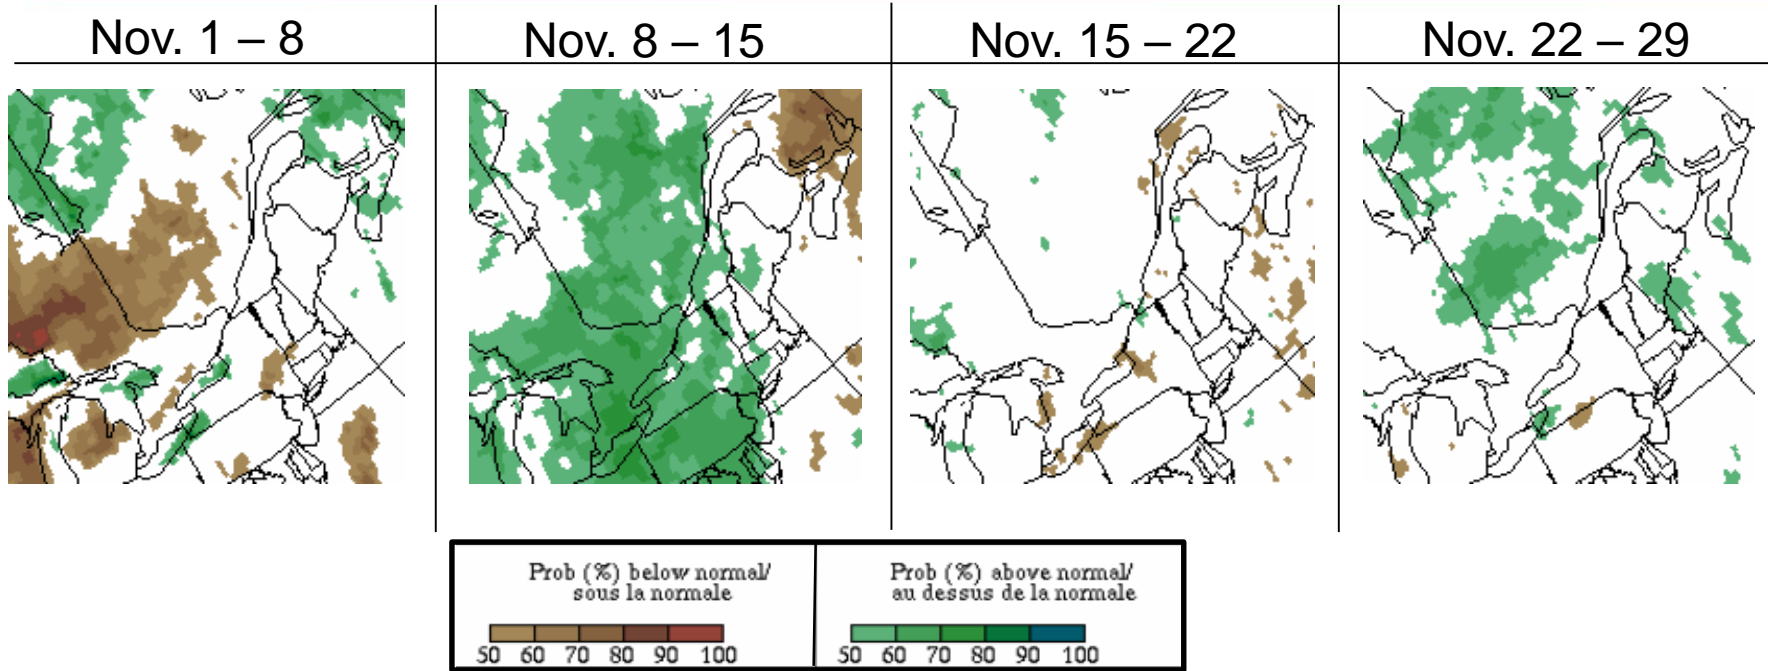 Nov. 1 – 8
Nov. 8 – 15
Nov. 15 – 22
Nov. 22 – 29
Prob (%) below normal/
sous la normale
50 60 70 80 90 100
Prob (%) above normal/
au dessus de la normale
50 60 70 80 90 100